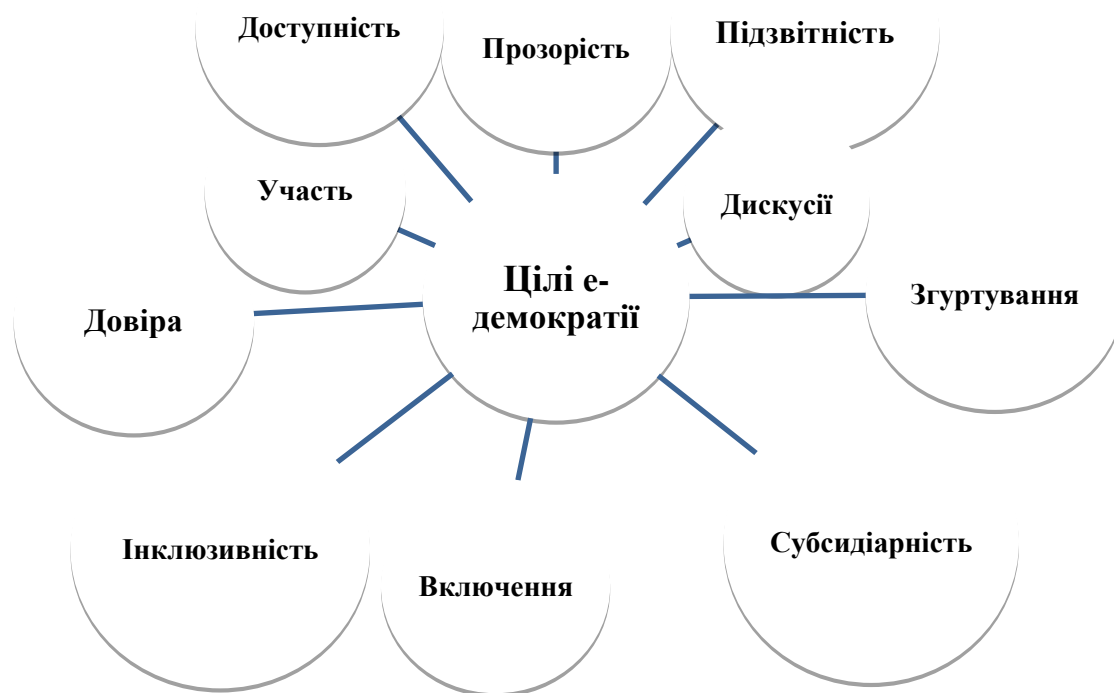 Доступність
Прозорість
Підзвітність
Участь
Дискусії
Цілі е-
демократії
Довіра
Згуртування
Інклюзивність
Включення
Субсидіарність